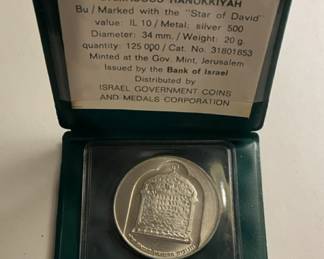 HANUKKIYAH
Bu / Marked with the "Star of David"
value: IL 10 / Metal: silver 500
Diameter: 34 mm. / Weight: 20 g.
quantity: 125 000 / Cat. No. 31801853
Minted at the Gov. Mint, Jerusalem
Issued by the Bank of Israel
Distributed by
ISRAEL GOVERNMENT COINS
AND MEDALS CORPORATION